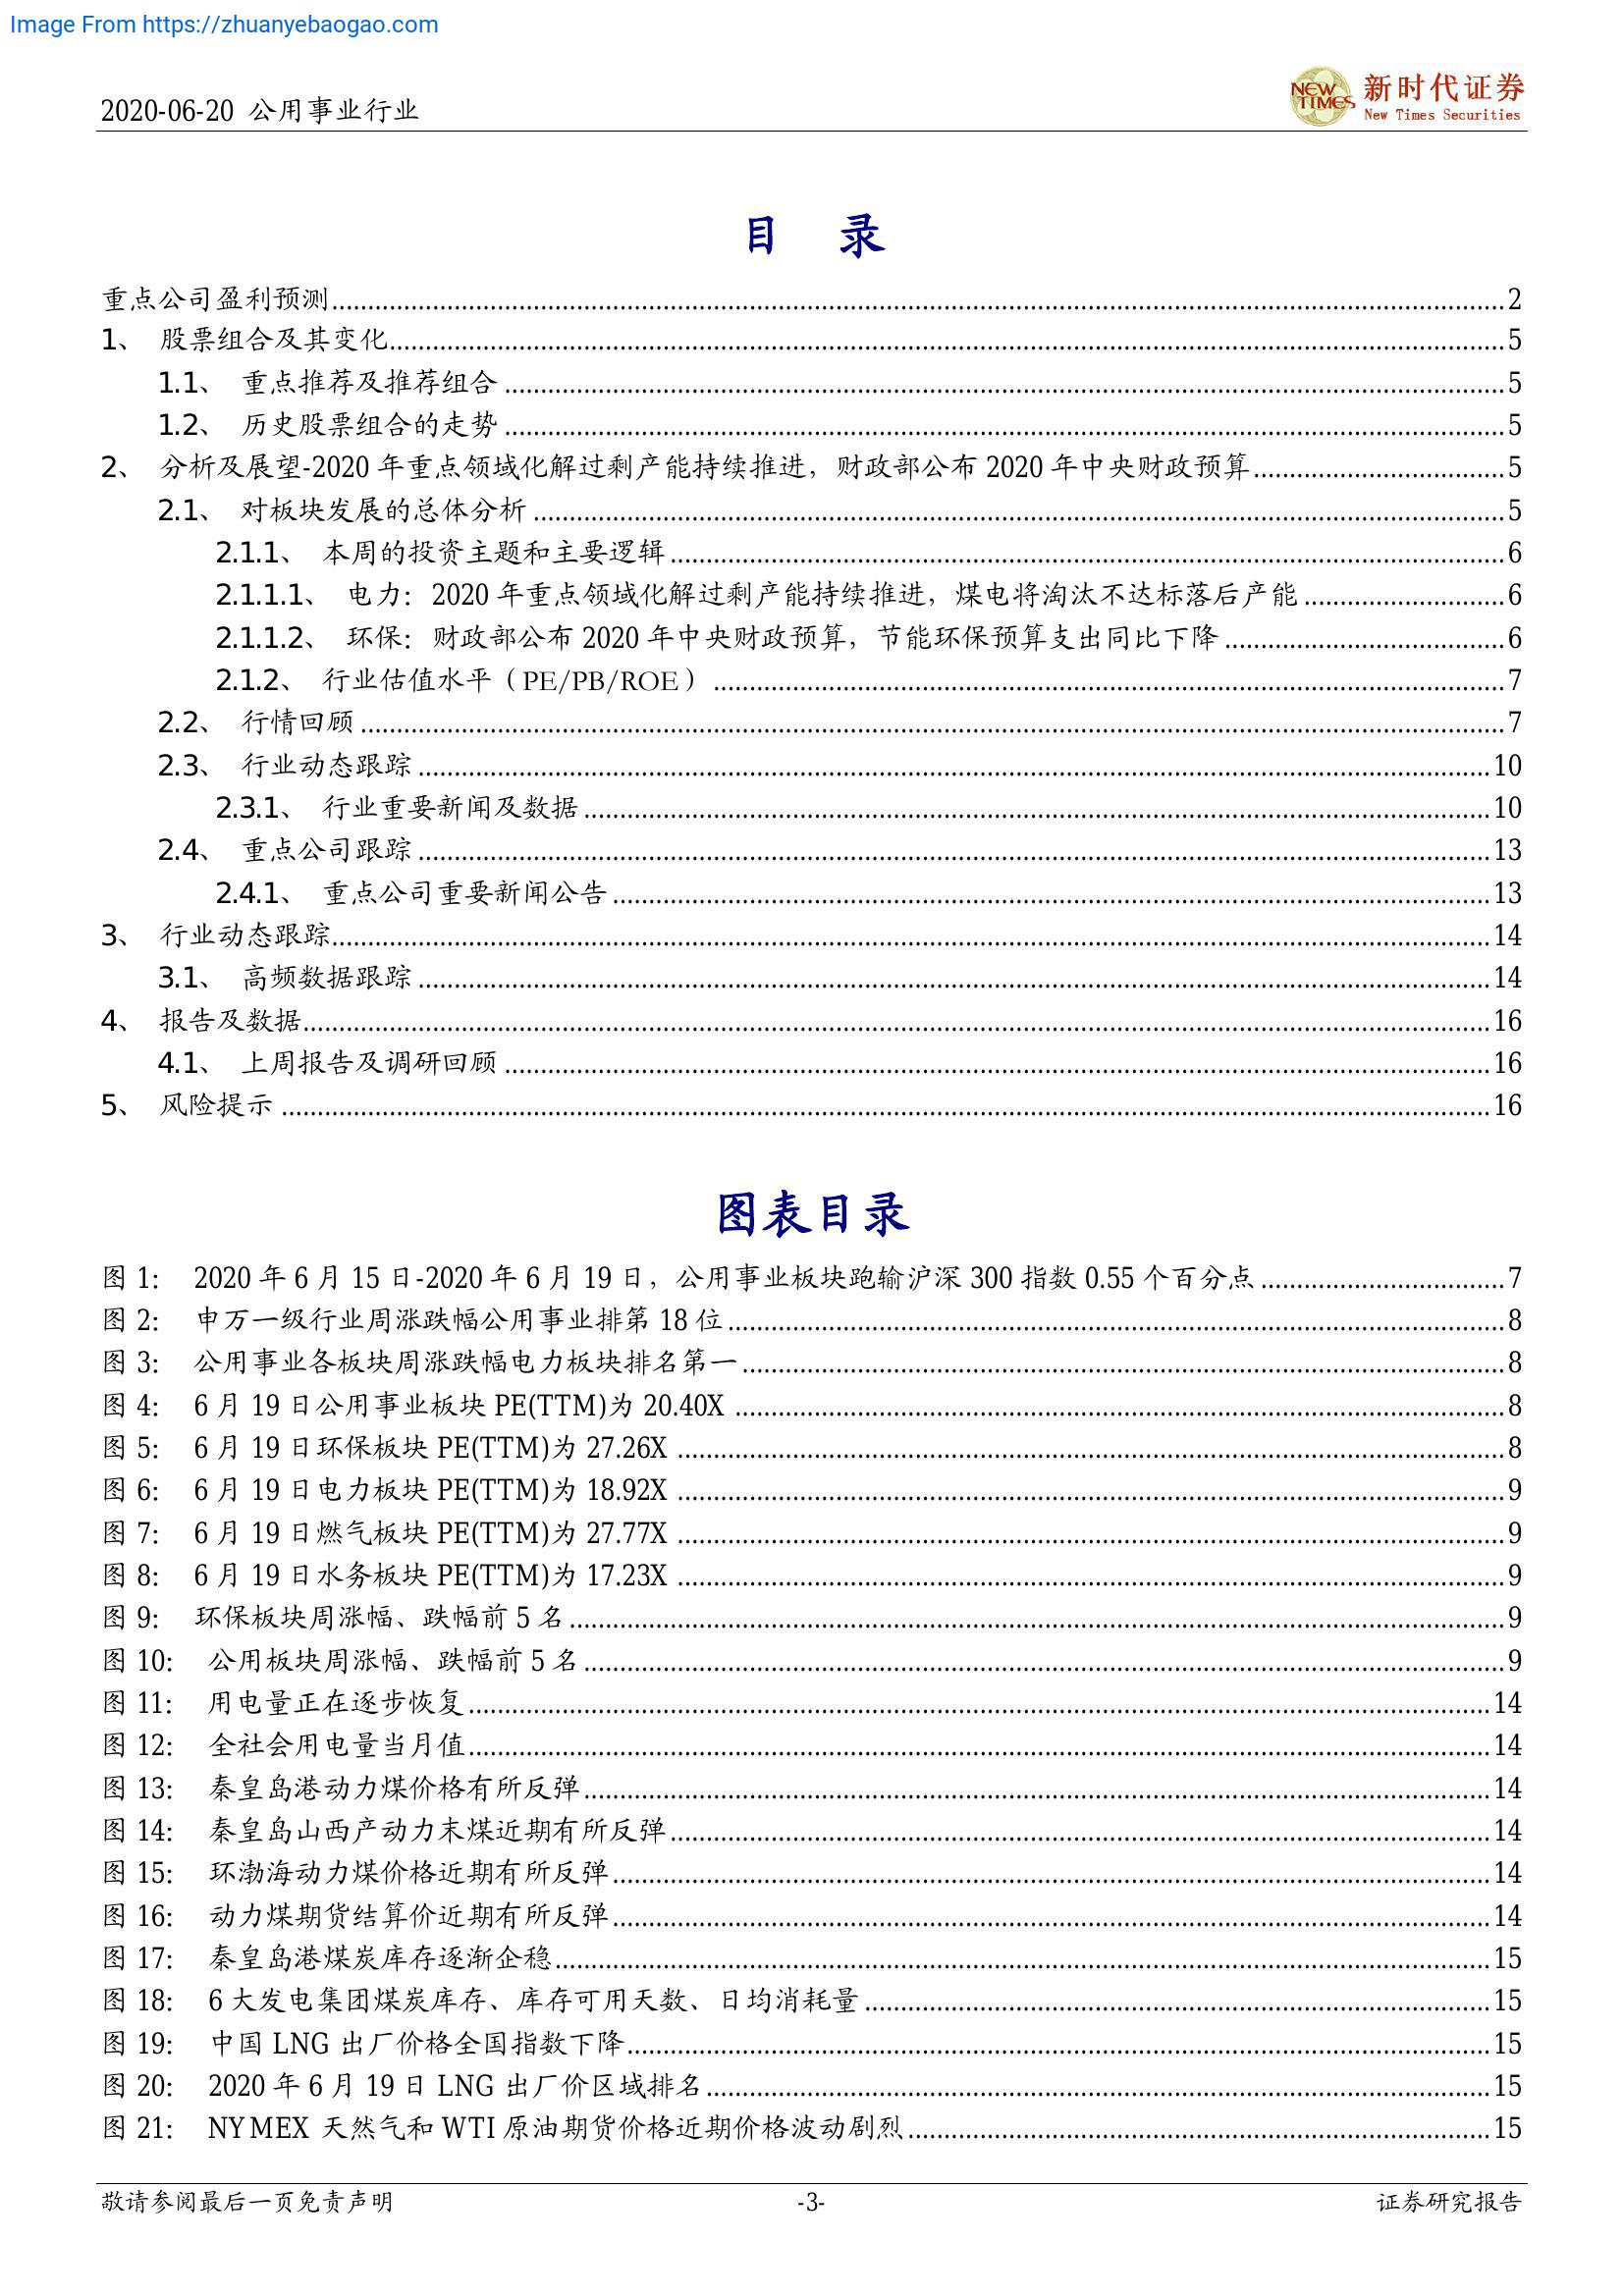 Image From https://zhuanyebaogao.com
2020-06-20 公用事业行业
NEW TIMES
新时代证券
New Times Securities
目 录
重点公司盈利预测 2
1、 股票组合及其变化 5
1.1、 重点推荐及推荐组合 5
1.2、 历史股票组合的走势 5
2、 分析及展望-2020 年重点领域化解过剩产能持续推进，财政部公布 2020 年中央财政预算 5
2.1、 对板块发展的总体分析 5
2.1.1、 本周的投资主题和主要逻辑 6
2.1.1.1、 电力：2020 年重点领域化解过剩产能持续推进，煤电将淘汰不达标落后产能 6
2.1.1.2、 环保：财政部公布 2020 年中央财政预算，节能环保预算支出同比下降 6
2.1.2、 行业估值水平（PE/PB/ROE） 7
2.2、 行情回顾 7
2.3、 行业动态跟踪 10
2.3.1、 行业重要新闻及数据 10
2.4、 重点公司跟踪 13
2.4.1、 重点公司重要新闻公告 13
3、 行业动态跟踪 14
3.1、 高频数据跟踪 14
4、 报告及数据 16
4.1、 上周报告及调研回顾 16
5、 风险提示 16
图表目录
图 1: 2020 年 6 月 15 日-2020 年 6 月 19 日，公用事业板块跑输沪深 300 指数 0.55 个百分点 7
图 2: 申万一级行业周涨跌幅公用事业排第 18 位 8
图 3: 公用事业各板块周涨跌幅电力板块排名第一 8
图 4: 6 月 19 日公用事业板块 PE(TTM)为 20.40X 8
图 5: 6 月 19 日环保板块 PE(TTM)为 27.26X 8
图 6: 6 月 19 日电力板块 PE(TTM)为 18.92X 9
图 7: 6 月 19 日燃气板块 PE(TTM)为 27.77X 9
图 8: 6 月 19 日水务板块 PE(TTM)为 17.23X 9
图 9: 环保板块周涨幅、跌幅前 5 名 9
图 10: 公用板块周涨幅、跌幅前 5 名 9
图 11: 用电量正在逐步恢复 14
图 12: 全社会用电量当月值 14
图 13: 秦皇岛港动力煤价格有所反弹 14
图 14: 秦皇岛山西产动力末煤近期有所反弹 14
图 15: 环渤海动力煤价格近期有所反弹 14
图 16: 动力煤期货结算价近期有所反弹 14
图 17: 秦皇岛港煤炭库存逐渐企稳 15
图 18: 6 大发电集团煤炭库存、库存可用天数、日均消耗量 15
图 19: 中国 LNG 出厂价格全国指数下降 15
图 20: 2020 年 6 月 19 日 LNG 出厂价区域排名 15
图 21: NYMEX 天然气和 WTI 原油期货价格近期价格波动剧烈 15
敬请参阅最后一页免责声明 -3- 证券研究报告